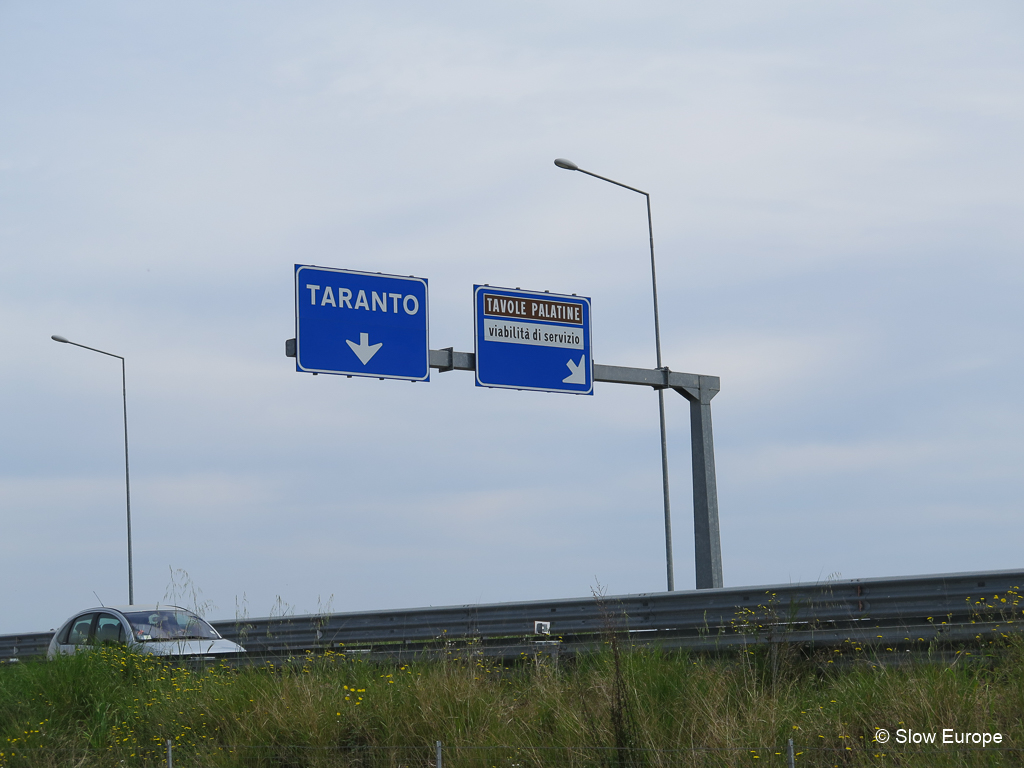 TARANTO
TAVOLE PALATINE
viabilità di servizio
© Slow Europe